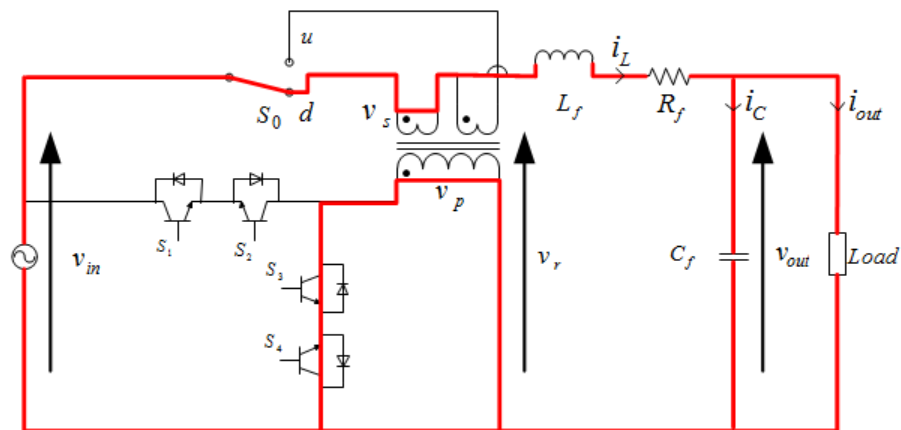 u
i_L
S_0
d
v_s
L_f
R_f
i_C
i_out
v_p
S_1
S_2
v_in
S_3
v_r
C_f
v_out
Load
S_4